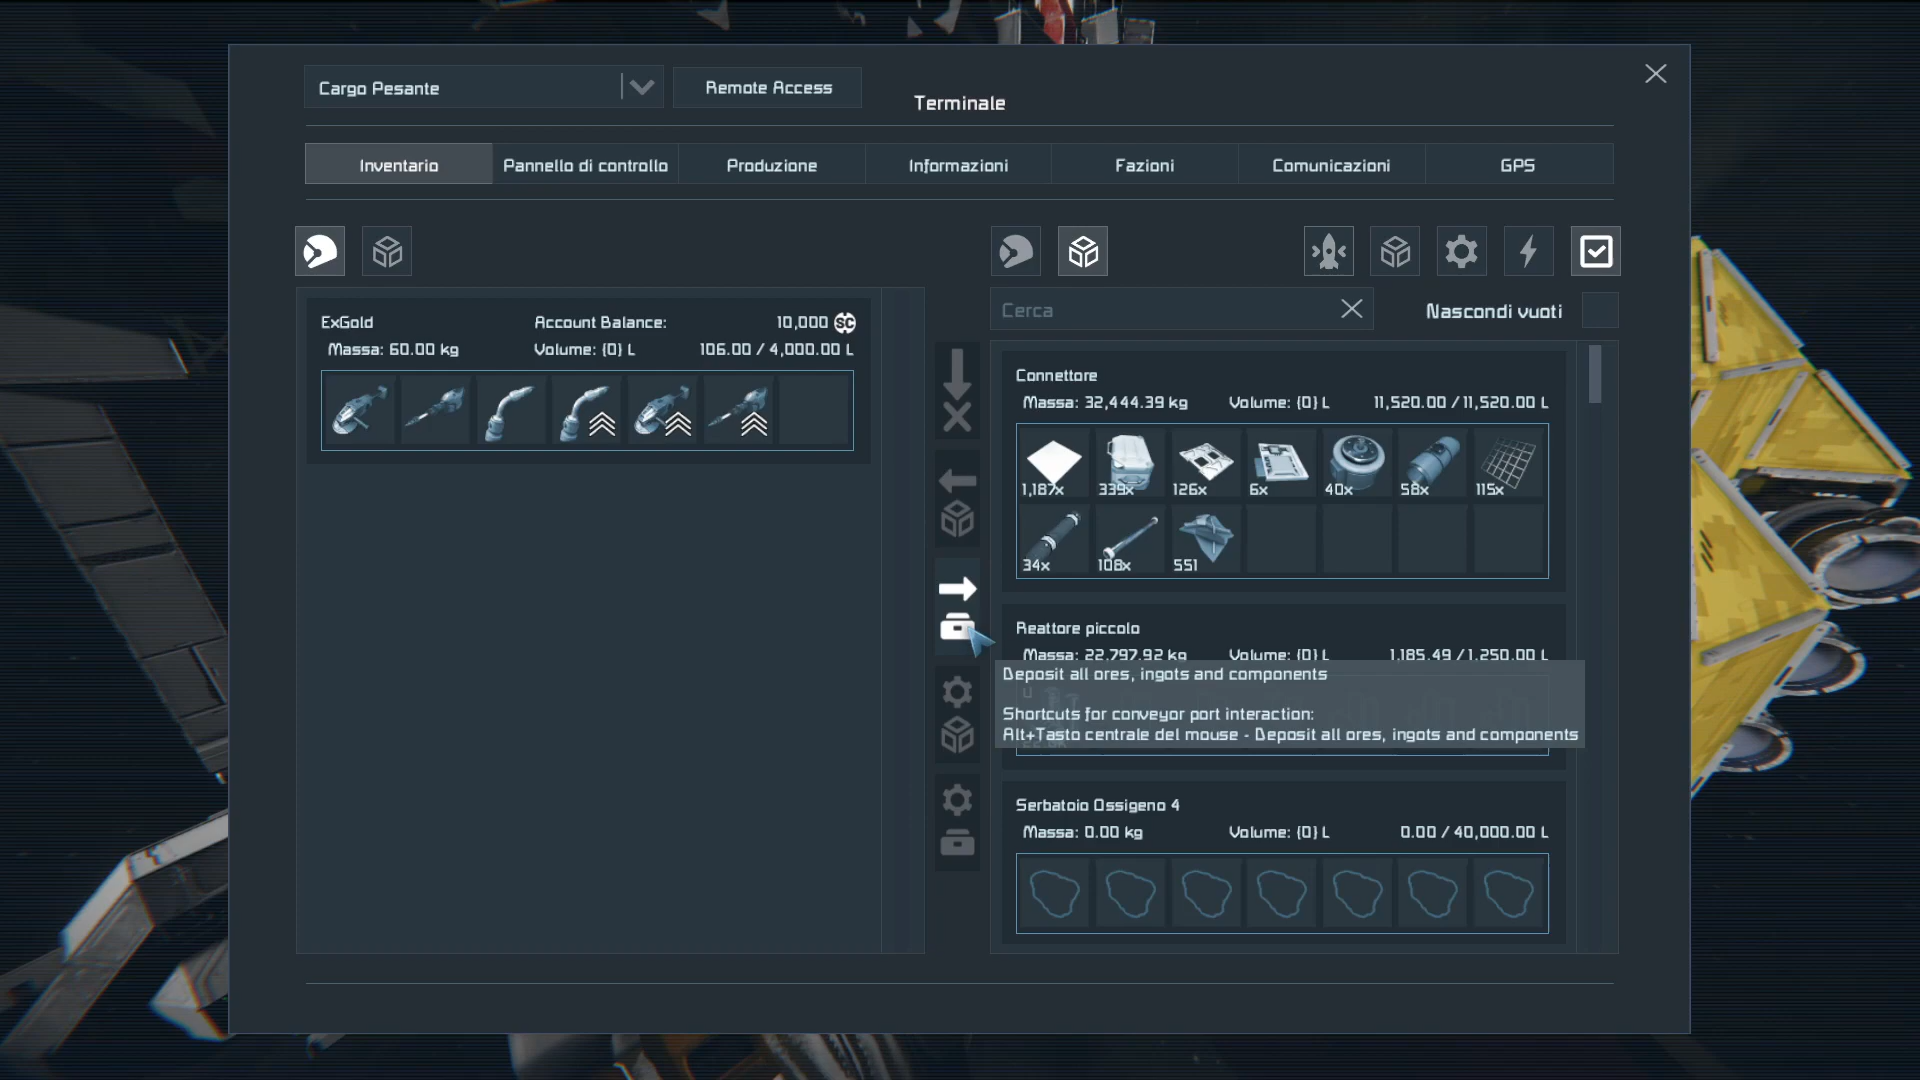 Cargo Pesante
Remote Access
Terminale
Inventario
Pannello di controllo
Produzione
Informazioni
Fazioni
Comunicazioni
GPS
Cerca
Nascondi vuoti
ExGold
Account Balance:
10,000 SC
Massa: 60.00 kg
Volume: {0} L
106.00 / 4,000.00 L
Connettore
Massa: 32,444.39 kg
Volume: {0} L
11,520.00 / 11,520.00 L
1,187x
339x
126x
6x
40x
58x
115x
34x
108x
551
Reattore piccolo
Massa: 22,797.92 kg
Volume: {0} L
1,185.49 / 1,250.00 L
U
Deposit all ores, ingots and components
Shortcuts for conveyor port interaction:
Alt+Tasto centrale del mouse - Deposit all ores, ingots and components
Serbatoio Ossigeno 4
Massa: 0.00 kg
Volume: {0} L
0.00 / 40,000.00 L